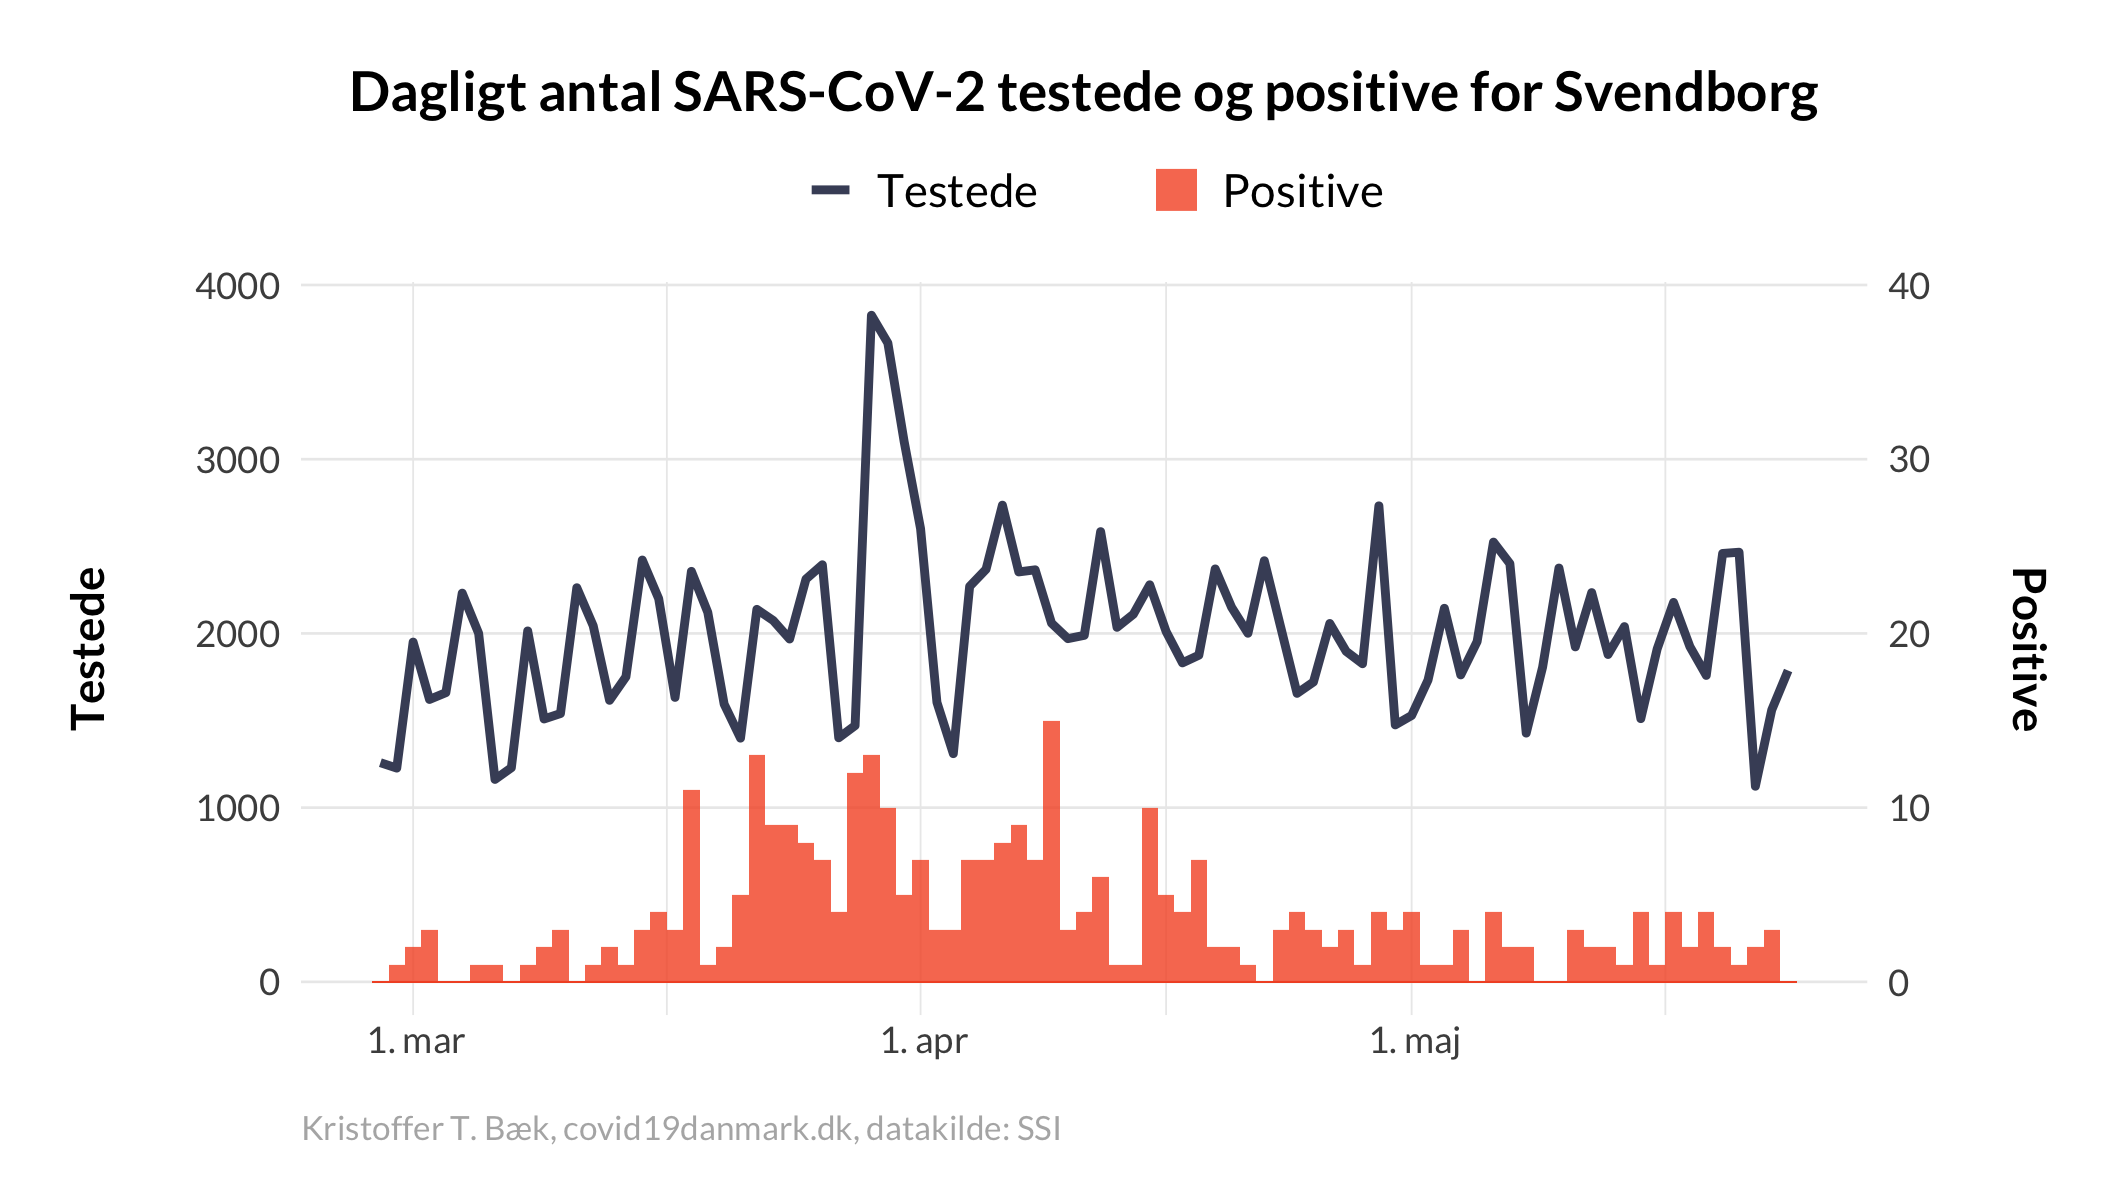 Dagligt antal SARS-CoV-2 testede og positive for Svendborg
Testede Positive
4000 40
3000 30
2000 20
1000 10
0 0
Testede
Positive
1. mar 1. apr 1. maj
Kristoffer T. Bæk, covid19danmark.dk, datakilde: SSI